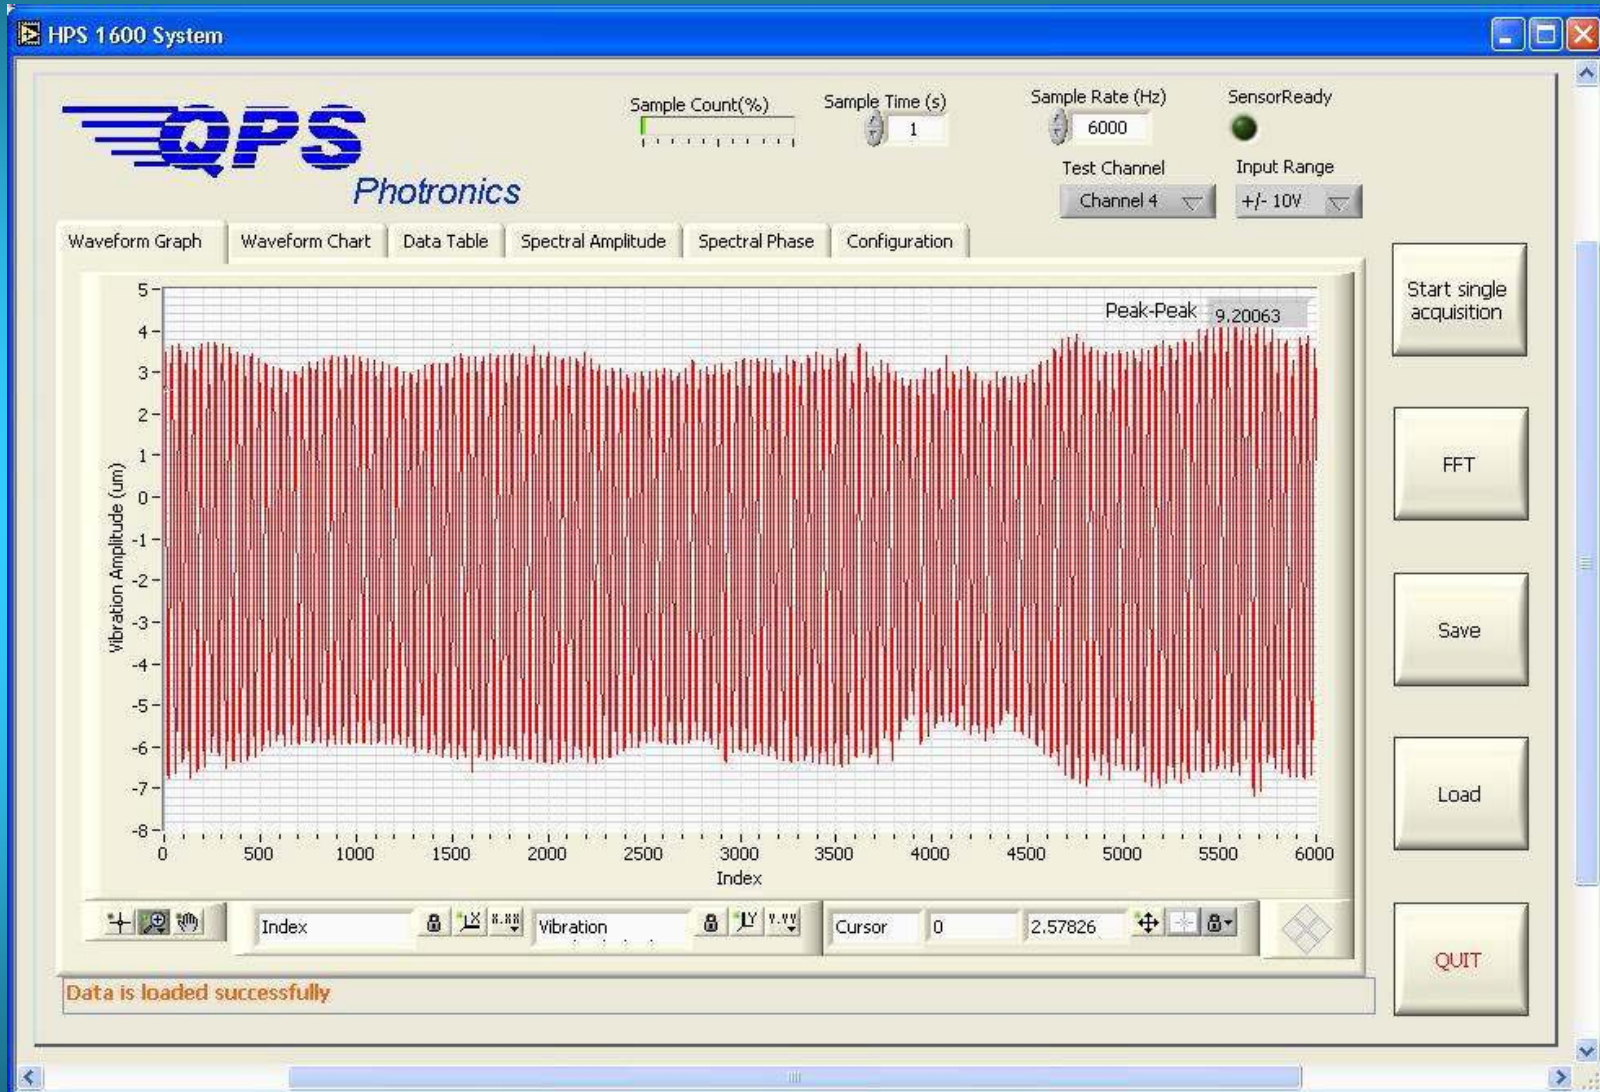 HPS 1600 System
QPS
Photronics
Sample Count(%)
Sample Time (s)
1
Sample Rate (Hz)
6000
SensorReady
Test Channel
Channel 4
Input Range
+/- 10V
Waveform Graph
Waveform Chart
Data Table
Spectral Amplitude
Spectral Phase
Configuration
Peak-Peak 9.20063
Vibration Amplitude (um)
5
4
3
2
1
0
-1
-2
-3
-4
-5
-6
-7
-8
0 500 1000 1500 2000 2500 3000 3500 4000 4500 5000 5500 6000
Index
Index
X
X.XX
Vibration
Y
Y.YY
Cursor
0
2.57826
Data is loaded successfully
Start single
acquisition
FFT
Save
Load
QUIT